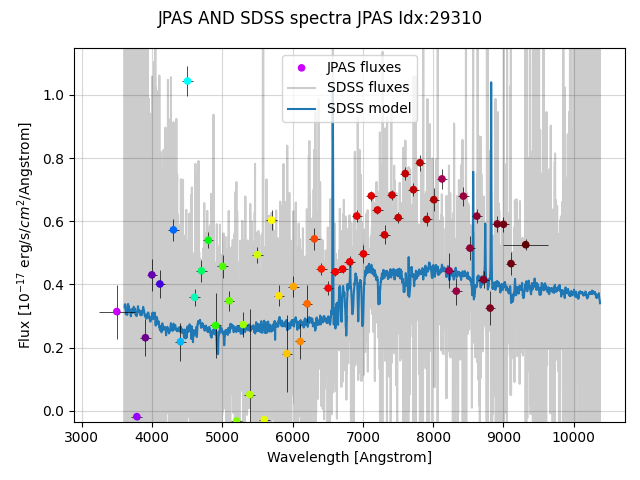 JPAS AND SDSS spectra JPAS Idx:29310
JPAS fluxes
SDSS fluxes
SDSS model
1.0
0.8
0.6
0.4
0.2
0.0
Flux [10⁻¹⁷ erg/s/cm²/Angstrom]
3000 4000 5000 6000 7000 8000 9000 10000
Wavelength [Angstrom]